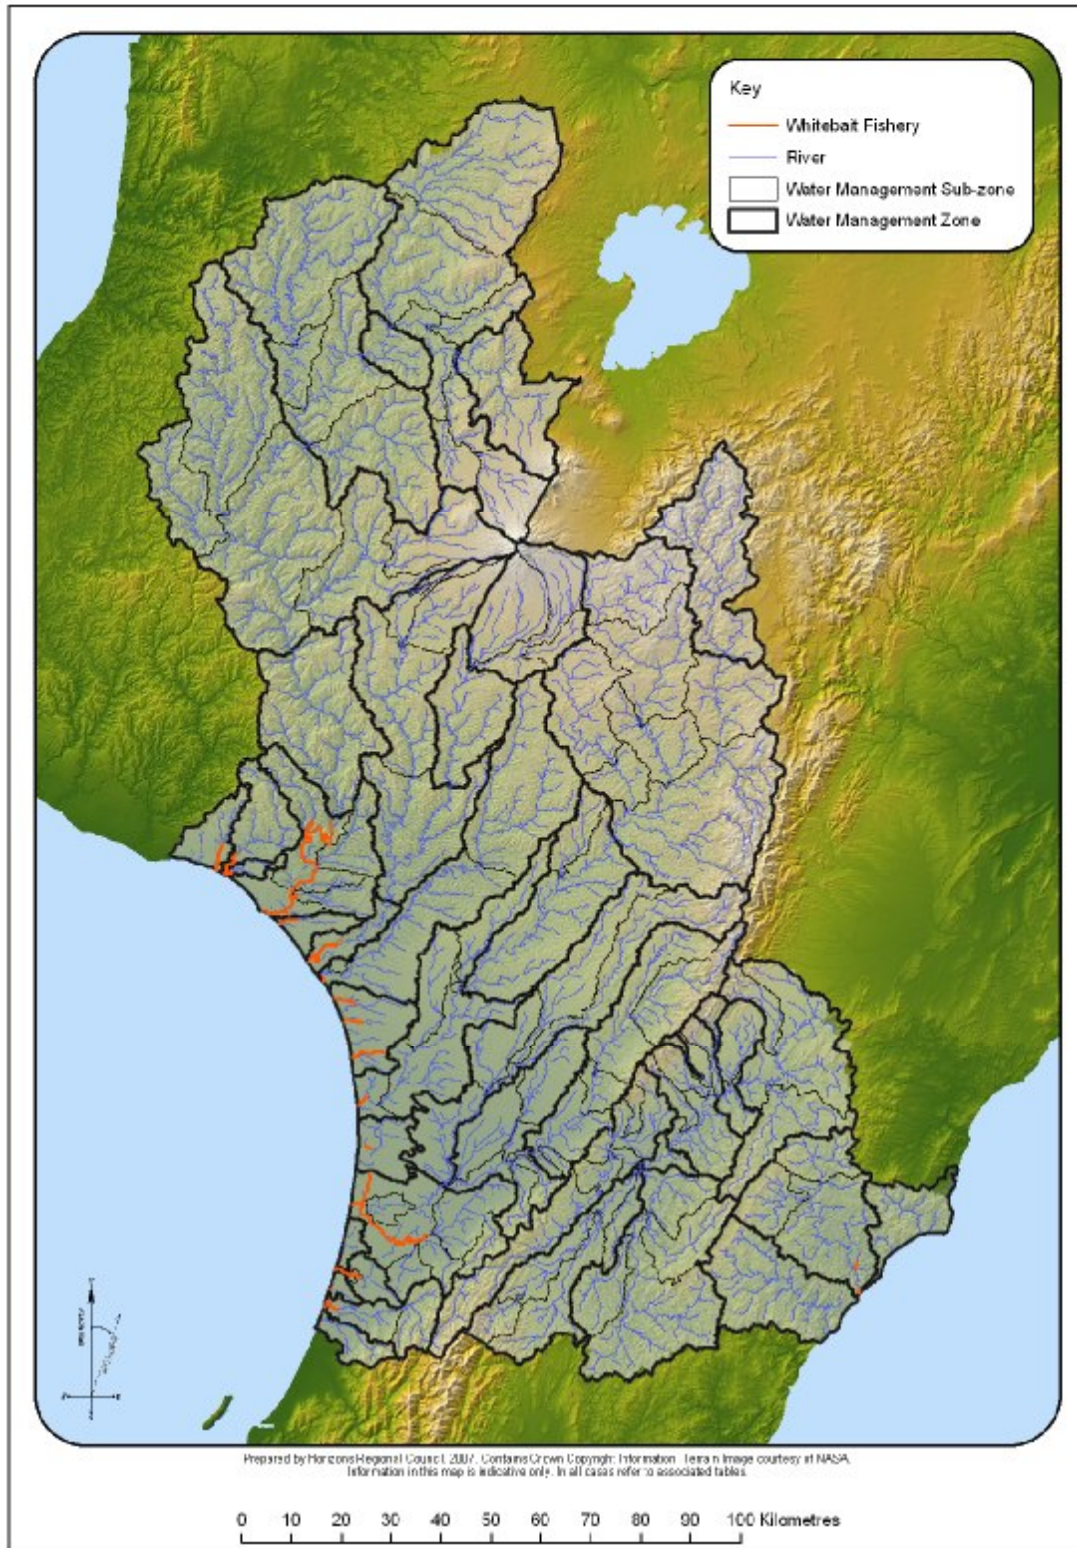 Key
Whitebait Fishery
River
Water Management Sub-zone
Water Management Zone
Prepared by Horizons Regional Council, 2007. Contains Crown Copyright Information. Terrain Image courtesy of NASA.
Information in this map is indicative only. In all cases refer to associated tables.
0 10 20 30 40 50 60 70 80 90 100 Kilometres